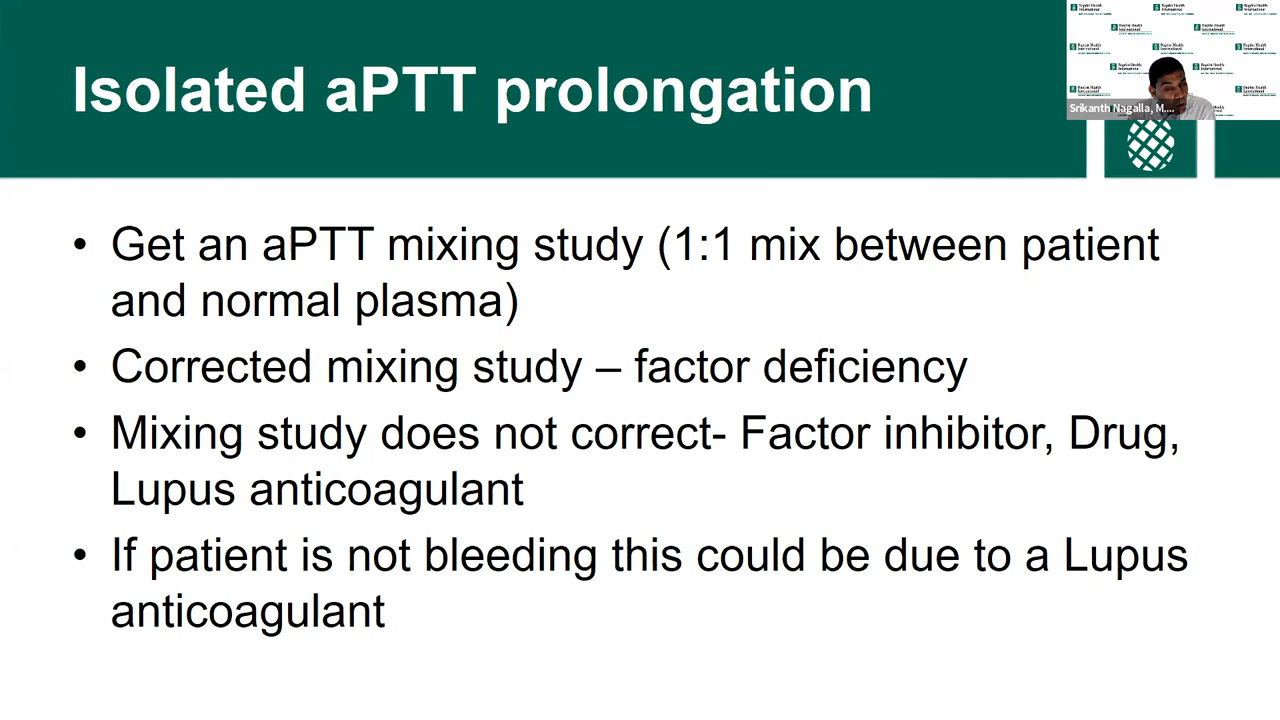 Isolated aPTT prolongation
Srikanth Nagalla, M....
• Get an aPTT mixing study (1:1 mix between patient
and normal plasma)
• Corrected mixing study – factor deficiency
• Mixing study does not correct- Factor inhibitor, Drug,
Lupus anticoagulant
• If patient is not bleeding this could be due to a Lupus
anticoagulant